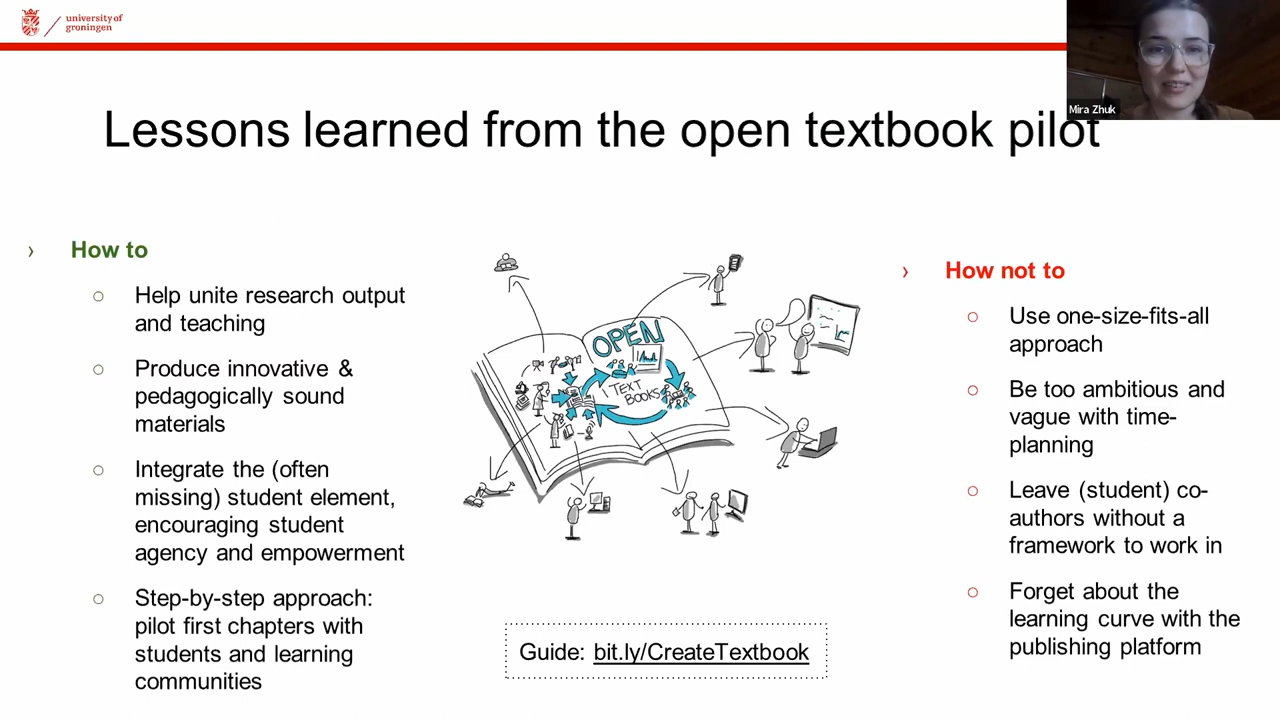 university of
groningen
Mira Zhuk
Lessons learned from the open textbook pilot
› How to
○ Help unite research output
and teaching
○ Produce innovative &
pedagogically sound
materials
○ Integrate the (often
missing) student element,
encouraging student
agency and empowerment
○ Step-by-step approach:
pilot first chapters with
students and learning
communities
OPEN
TEXT
BOOKS
Guide: bit.ly/CreateTextbook
› How not to
○ Use one-size-fits-all
approach
○ Be too ambitious and
vague with time-
planning
○ Leave (student) co-
authors without a
framework to work in
○ Forget about the
learning curve with the
publishing platform